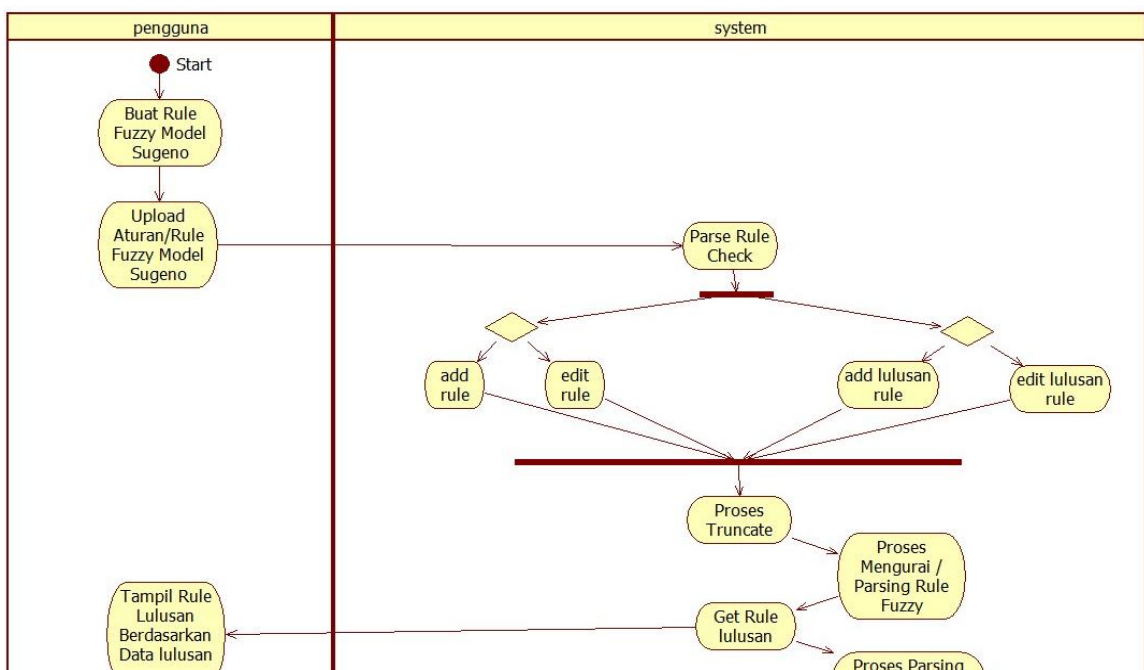 pengguna
system
Start
Buat Rule
Fuzzy Model
Sugeno
Upload
Aturan/Rule
Fuzzy Model
Sugeno
Parse Rule
Check
add
rule
edit
rule
add lulusan
rule
edit lulusan
rule
Proses
Truncate
Proses
Mengurai /
Parsing Rule
Fuzzy
Get Rule
lulusan
Tampil Rule
Lulusan
Berdasarkan
Data lulusan
Proses Parsing